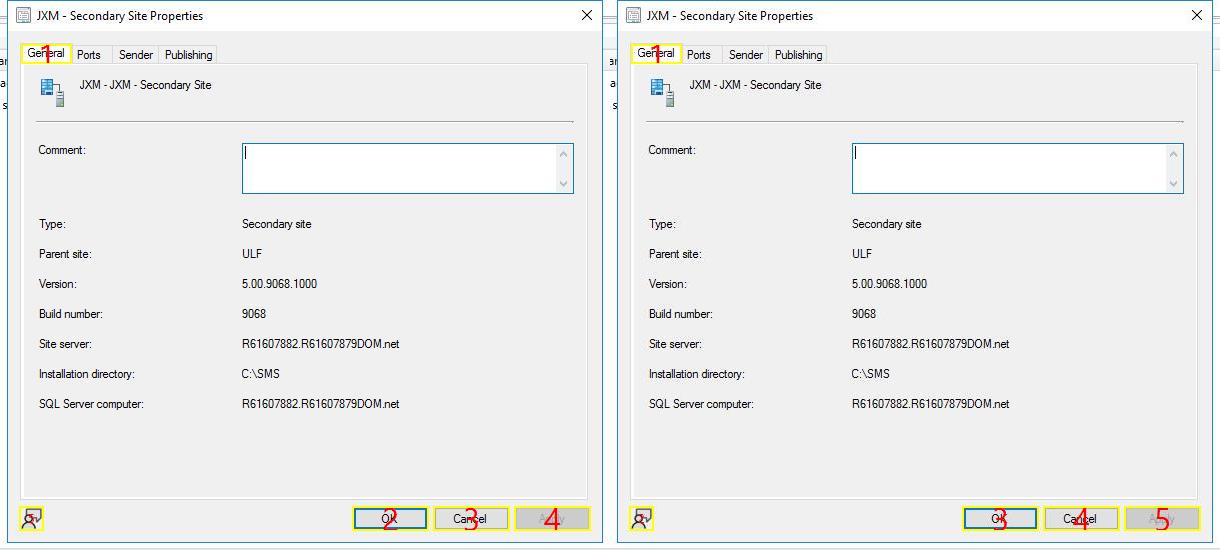 JXM - Secondary Site Properties
General Ports Sender Publishing
1
JXM - JXM - Secondary Site
Comment:
Type: Secondary site
Parent site: ULF
Version: 5.00.9068.1000
Build number: 9068
Site server: R61607882.R61607879DOM.net
Installation directory: C:\SMS
SQL Server computer: R61607882.R61607879DOM.net
OK Cancel Apply
2 3 4
JXM - Secondary Site Properties
General Ports Sender Publishing
1
JXM - JXM - Secondary Site
Comment:
Type: Secondary site
Parent site: ULF
Version: 5.00.9068.1000
Build number: 9068
Site server: R61607882.R61607879DOM.net
Installation directory: C:\SMS
SQL Server computer: R61607882.R61607879DOM.net
OK Cancel Apply
3 4 5